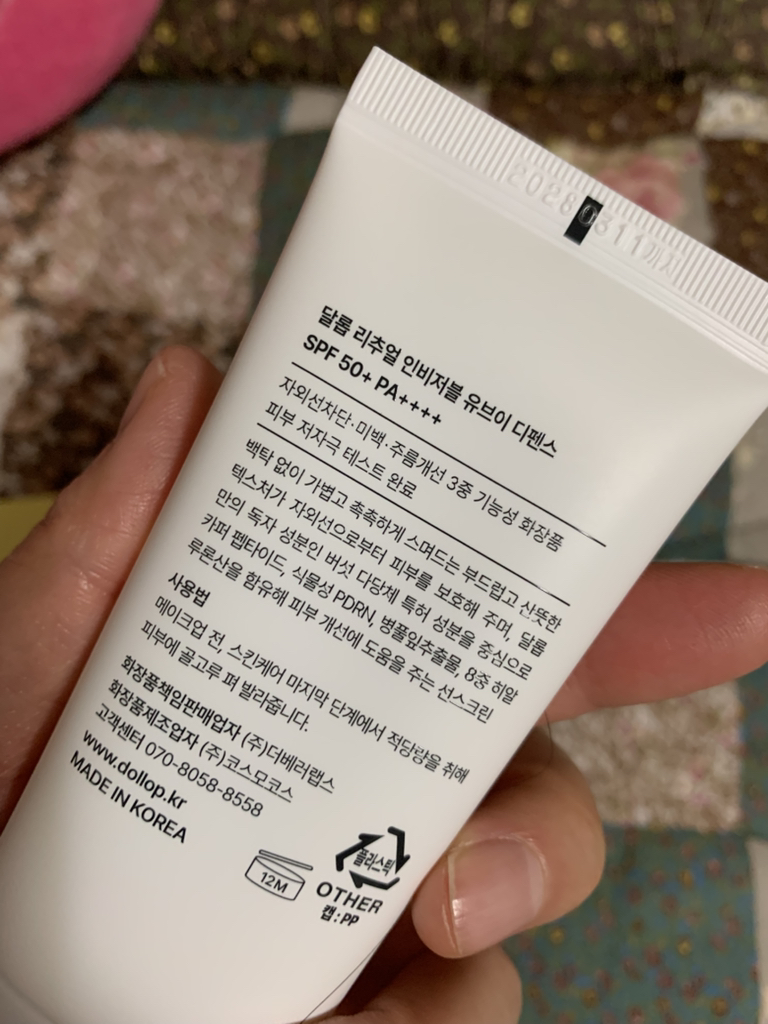 20280311까지
달롭 리추얼 인비저블 유브이 디펜스
SPF 50+ PA++++
자외선차단·미백·주름개선 3중 기능성 화장품
피부 저자극 테스트 완료
백탁 없이 가볍고 촉촉하게 스며드는 부드럽고 산뜻한
텍스처가 자외선으로부터 피부를 보호해 주며, 달롭
만의 독자 성분인 버섯 다당체 특허 성분을 중심으로
카퍼 펩타이드, 식물성 PDRN, 병풀잎추출물, 8중 히알
루론산을 함유해 피부 개선에 도움을 주는 선스크린
사용법
메이크업 전, 스킨케어 마지막 단계에서 적당량을 취해
피부에 골고루 펴 발라줍니다.
화장품책임판매업자 (주)더베러랩스
화장품제조업자 (주)코스모코스
고객센터 070-8058-8558
www.dollop.kr
MADE IN KOREA
12M
플라스틱
OTHER
캡 : PP